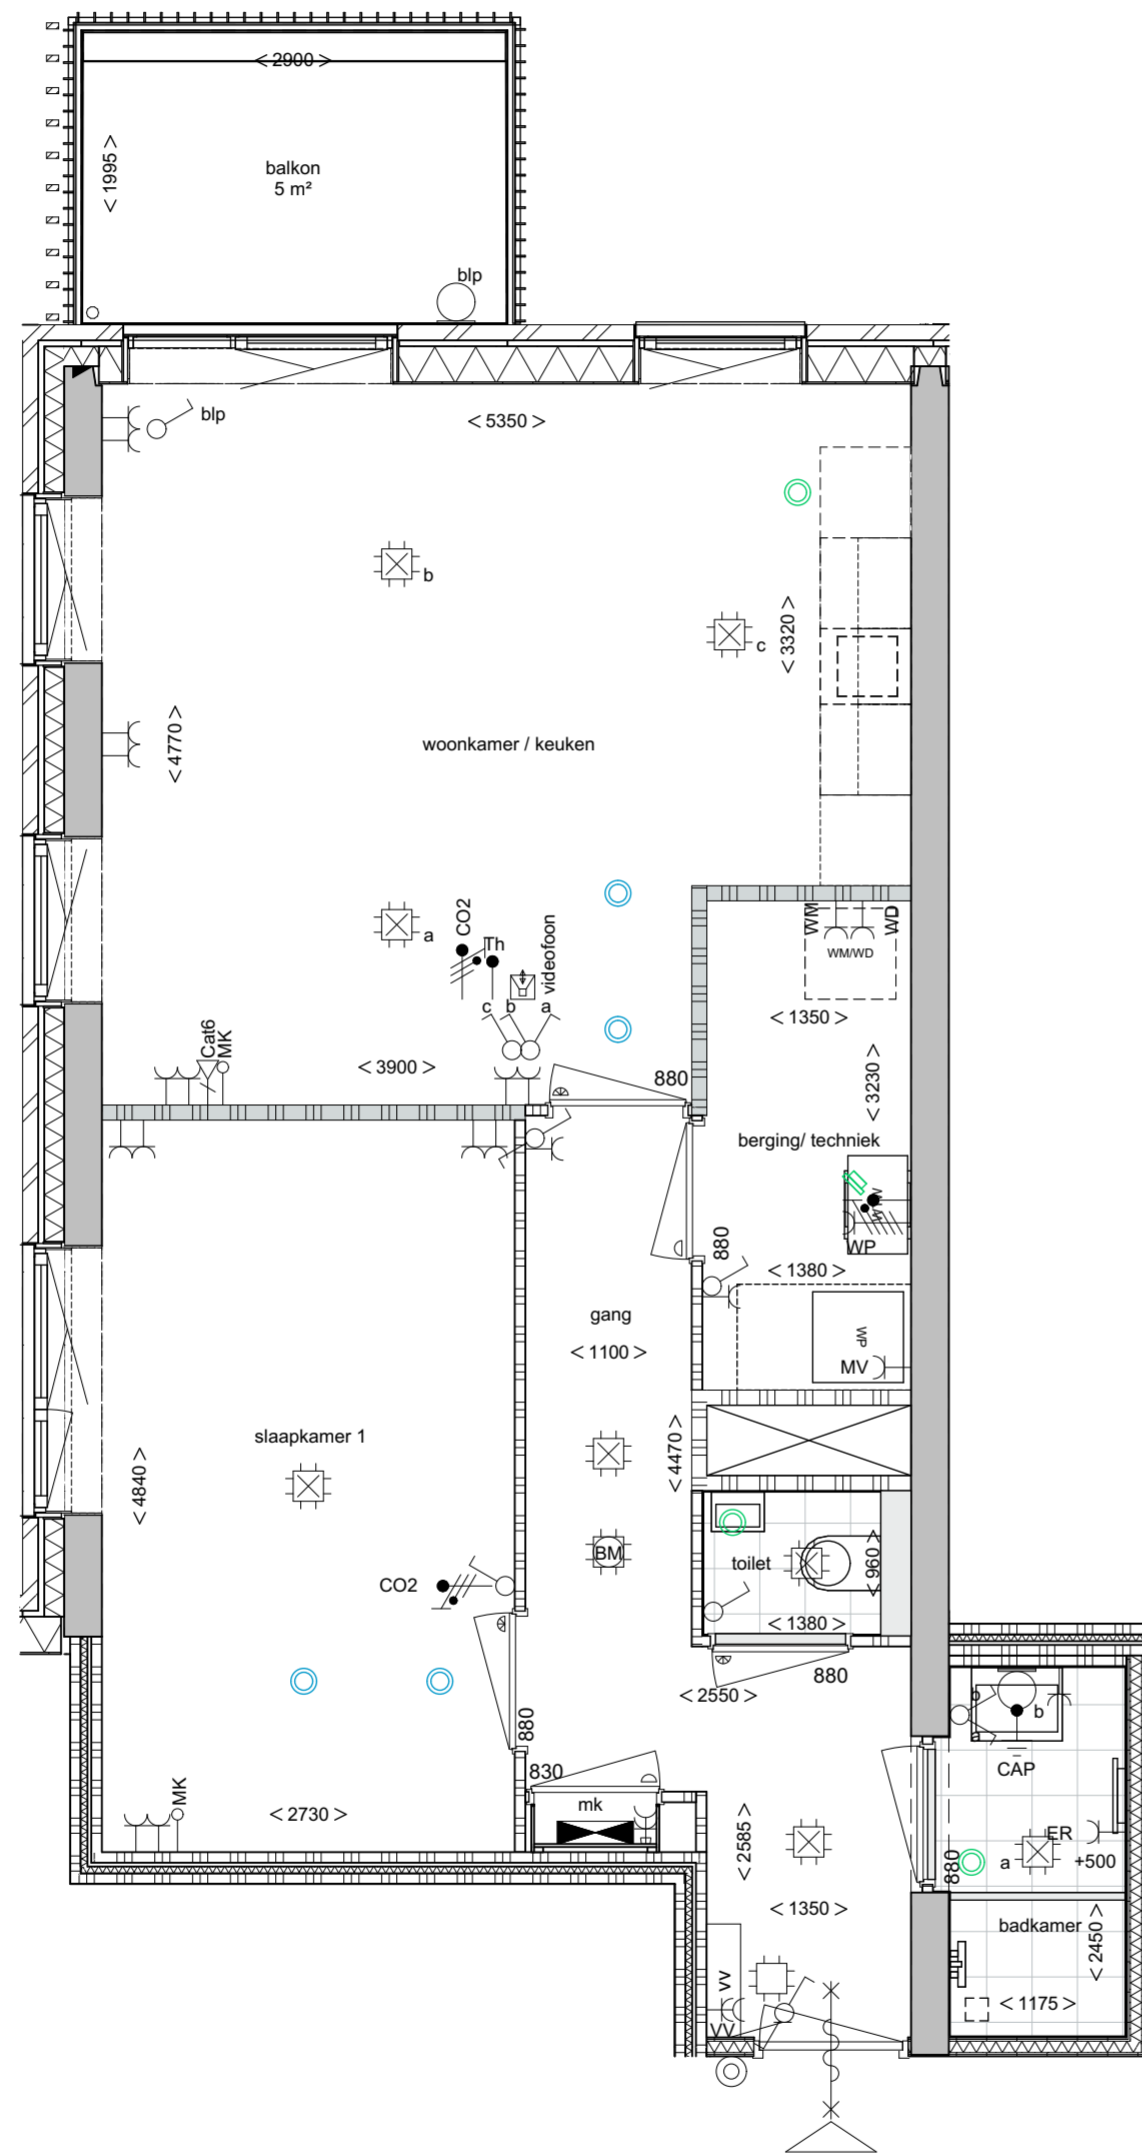 < 2900 >
< 1995 >
balkon
5 m²
blp
blp
< 5350 >
b
c
< 3320 >
< 4770 >
woonkamer / keuken
a
CO2
Th
videofoon
c b a
WM
WD
WM/WD
< 1350 >
Cat6
MK
< 3900 >
880
< 3230 >
berging/ techniek
WP
880
< 1380 >
gang
< 1100 >
WP
MV
slaapkamer 1
< 4840 >
< 4470 >
BM
toilet
< 960 >
CO2
< 1380 >
880
< 2550 >
880
b
b
a
CAP
830
mk
MK
< 2730 >
< 2585 >
ER
a
+500
880
< 1350 >
badkamer
< 2450 >
< 1175 >
VV
VV